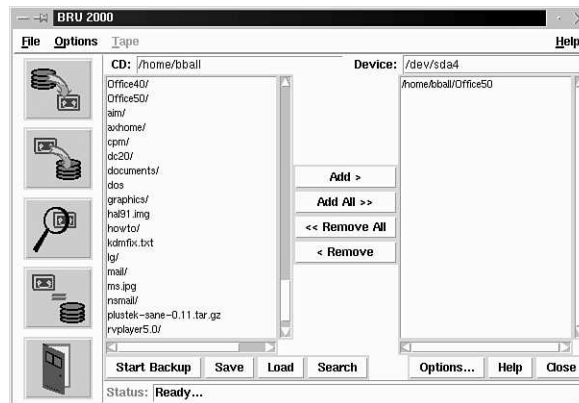 BRU 2000
File Options Tape Help
CD: /home/bball Device: /dev/sda4
Office40/
Office50/
aim/
axhome/
cpm/
dc20/
documents/
dos
graphics/
hal91.img
howto/
kdmfix.txt
lg/
mail/
ms.jpg
nsmail/
plustek-sane-0.11.tar.gz
rvplayer5.0/
/home/bball/Office50
Add >
Add All >>
<< Remove All
< Remove
Start Backup Save Load Search Options... Help Close
Status: Ready...